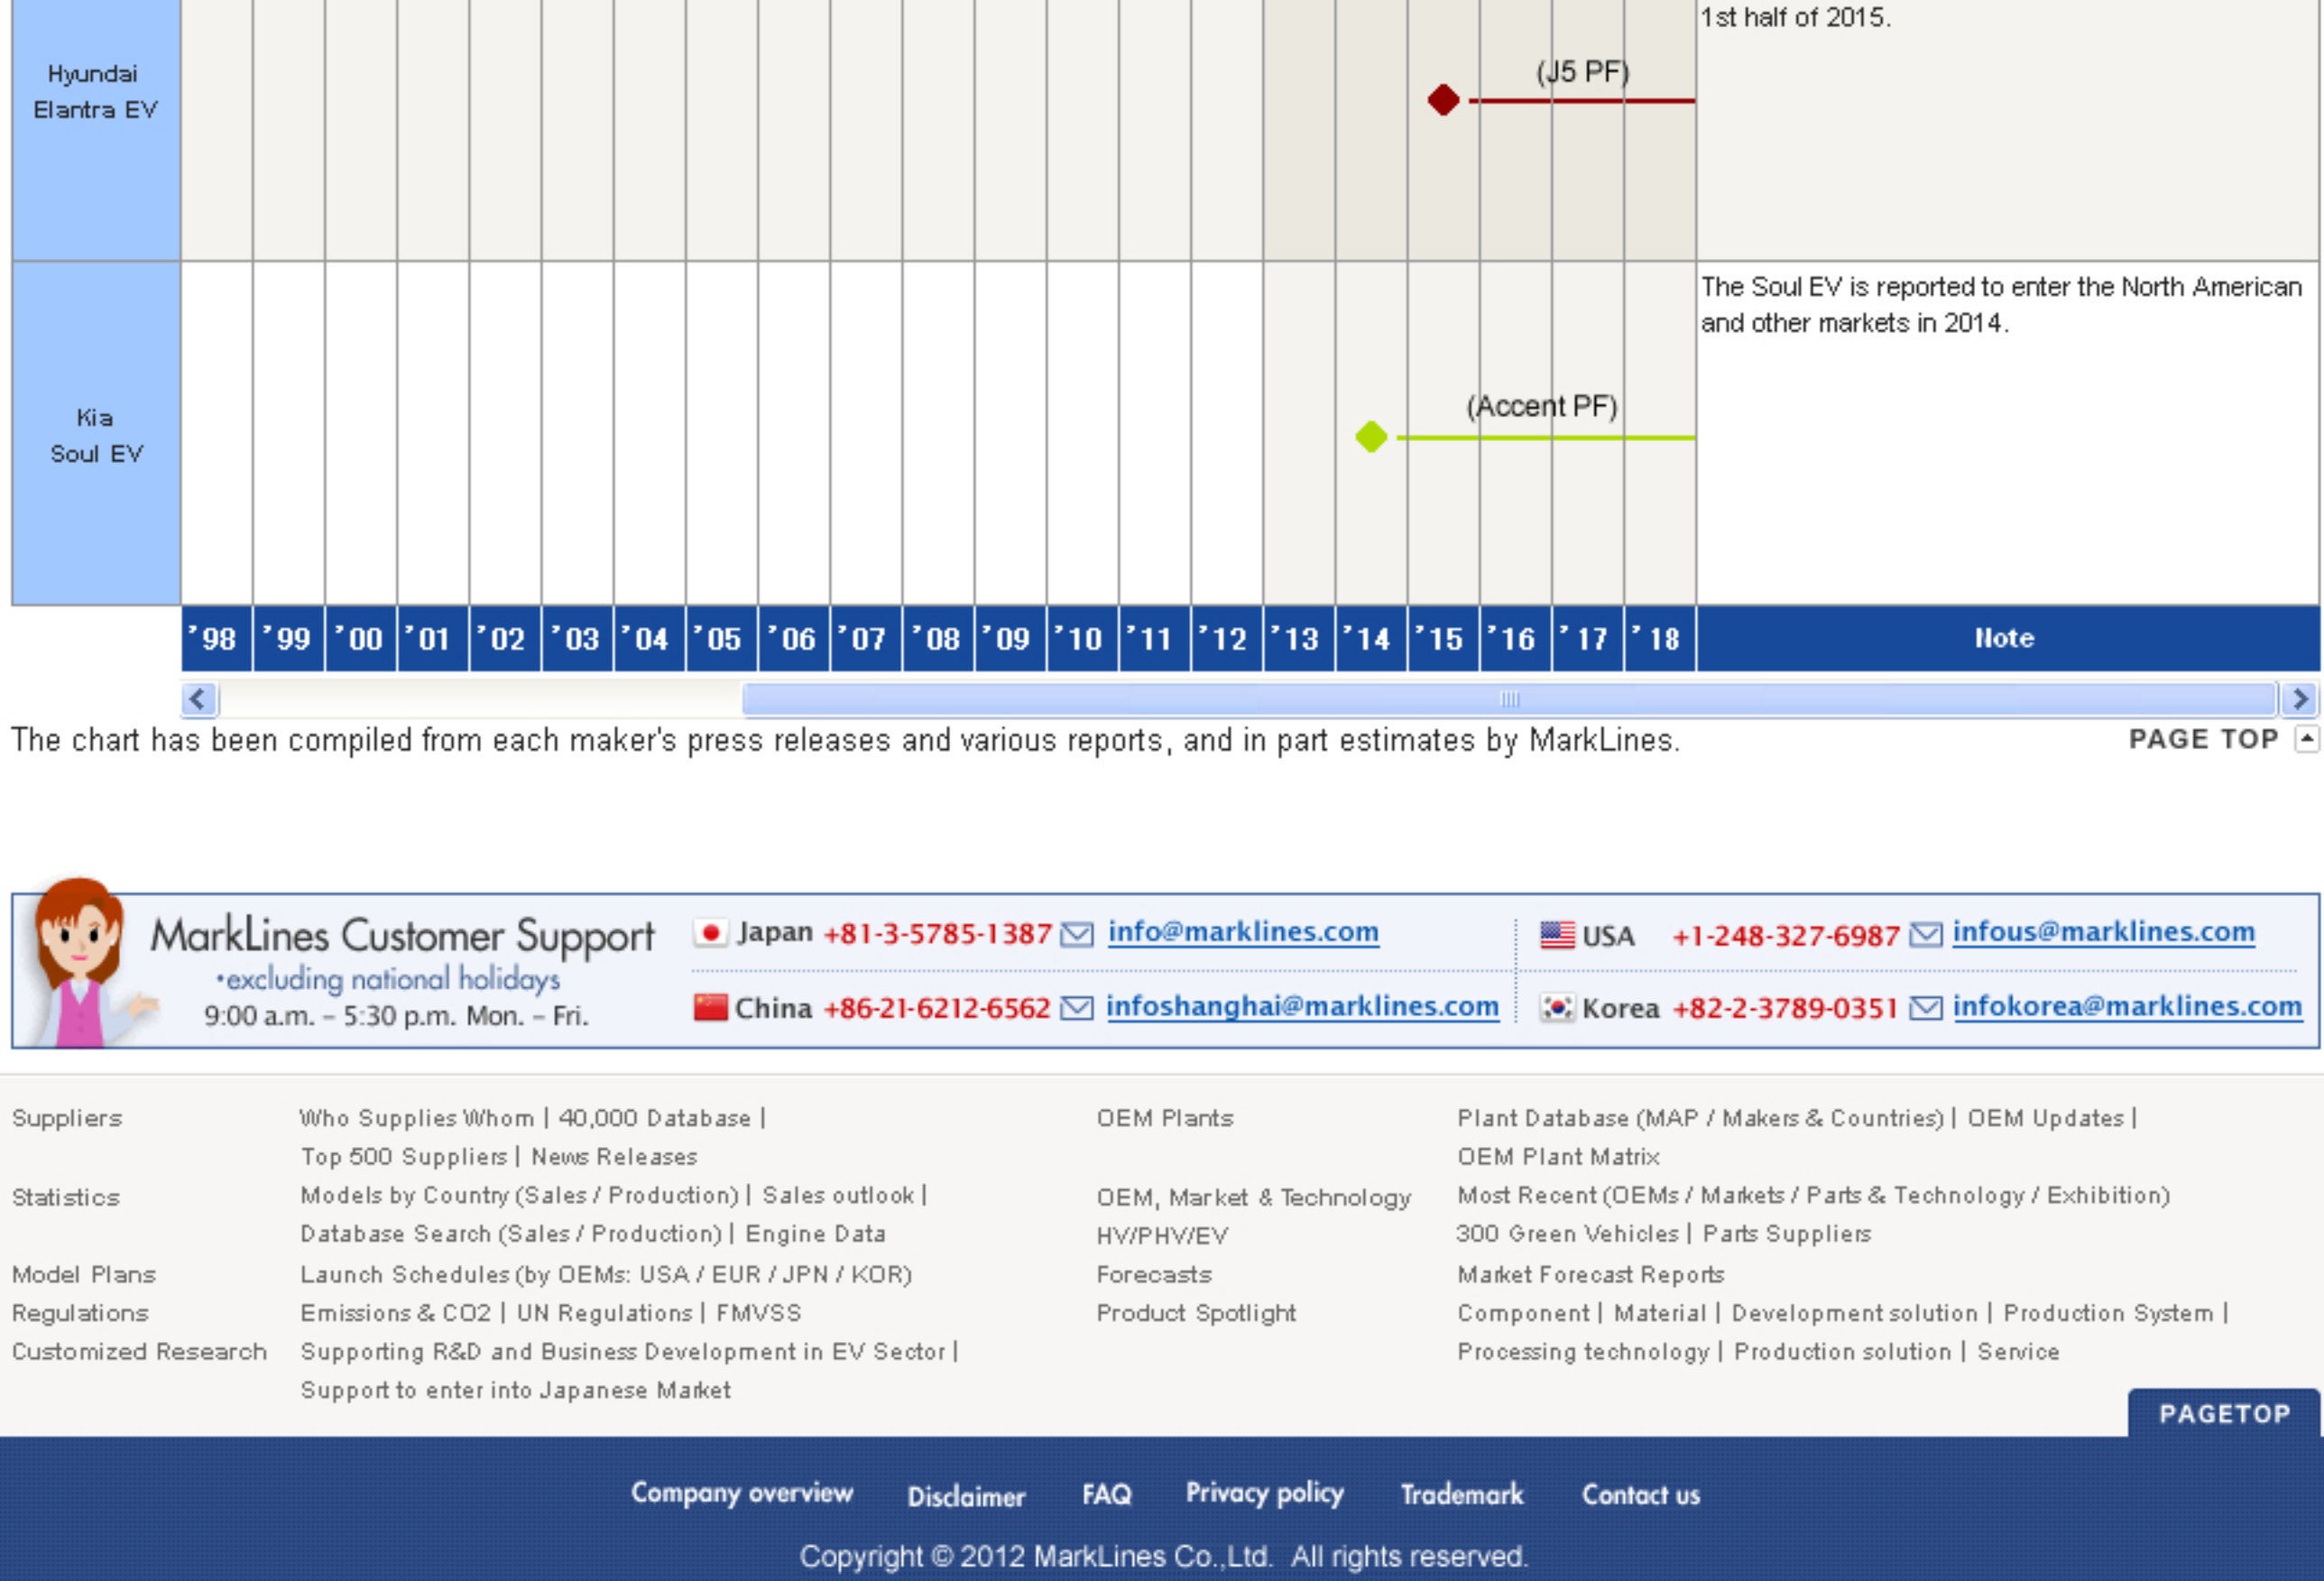 1st half of 2015.
Hyundai
Elantra EV
(J5 PF)
The Soul EV is reported to enter the North American
and other markets in 2014.
Kia
Soul EV
(Accent PF)
'98 '99 '00 '01 '02 '03 '04 '05 '06 '07 '08 '09 '10 '11 '12 '13 '14 '15 '16 '17 '18 Note
The chart has been compiled from each maker's press releases and various reports, and in part estimates by MarkLines.
PAGE TOP
MarkLines Customer Support
•excluding national holidays
9:00 a.m. – 5:30 p.m. Mon. – Fri.
Japan +81-3-5785-1387 info@marklines.com
USA +1-248-327-6987 infous@marklines.com
China +86-21-6212-6562 infoshanghai@marklines.com
Korea +82-2-3789-0351 infokorea@marklines.com
Suppliers
Who Supplies Whom | 40,000 Database |
Top 500 Suppliers | News Releases
Statistics
Models by Country (Sales / Production) | Sales outlook |
Database Search (Sales / Production) | Engine Data
Model Plans
Launch Schedules (by OEMs: USA / EUR / JPN / KOR)
Regulations
Emissions & CO2 | UN Regulations | FMVSS
Customized Research
Supporting R&D and Business Development in EV Sector |
Support to enter into Japanese Market
OEM Plants
Plant Database (MAP / Makers & Countries) | OEM Updates |
OEM Plant Matrix
OEM, Market & Technology
Most Recent (OEMs / Markets / Parts & Technology / Exhibition)
HV/PHV/EV
300 Green Vehicles | Parts Suppliers
Forecasts
Market Forecast Reports
Product Spotlight
Component | Material | Development solution | Production System |
Processing technology | Production solution | Service
PAGETOP
Company overview Disclaimer FAQ Privacy policy Trademark Contact us
Copyright © 2012 MarkLines Co.,Ltd. All rights reserved.